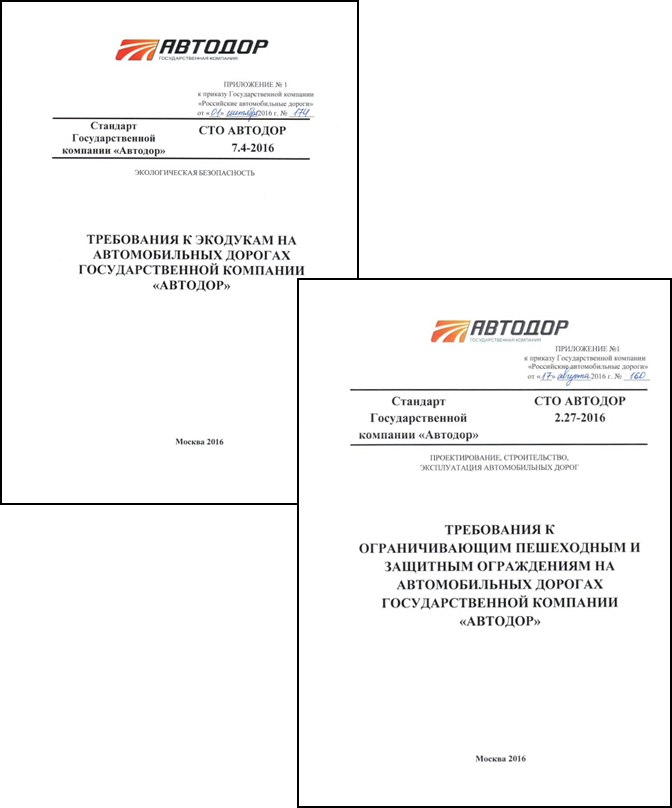 АВТОДОР
ГОСУДАРСТВЕННАЯ КОМПАНИЯ
ПРИЛОЖЕНИЕ № 1
к приказу Государственной компании
«Российские автомобильные дороги»
от «01» сентября 2016 г. № 174
Стандарт
Государственной
компании «Автодор»
СТО АВТОДОР
7.4-2016
ЭКОЛОГИЧЕСКАЯ БЕЗОПАСНОСТЬ
ТРЕБОВАНИЯ К ЭКОДУКАМ НА
АВТОМОБИЛЬНЫХ ДОРОГАХ
ГОСУДАРСТВЕННОЙ КОМПАНИИ
«АВТОДОР»
Москва 2016
АВТОДОР
ГОСУДАРСТВЕННАЯ КОМПАНИЯ
ПРИЛОЖЕНИЕ №1
к приказу Государственной компании
«Российские автомобильные дороги»
от «17» августа 2016 г. № 160
Стандарт
Государственной
компании «Автодор»
СТО АВТОДОР
2.27-2016
ПРОЕКТИРОВАНИЕ, СТРОИТЕЛЬСТВО,
ЭКСПЛУАТАЦИЯ АВТОМОБИЛЬНЫХ ДОРОГ
ТРЕБОВАНИЯ К
ОГРАНИЧИВАЮЩИМ ПЕШЕХОДНЫМ И
ЗАЩИТНЫМ ОГРАЖДЕНИЯМ НА
АВТОМОБИЛЬНЫХ ДОРОГАХ
ГОСУДАРСТВЕННОЙ КОМПАНИИ
«АВТОДОР»
Москва 2016